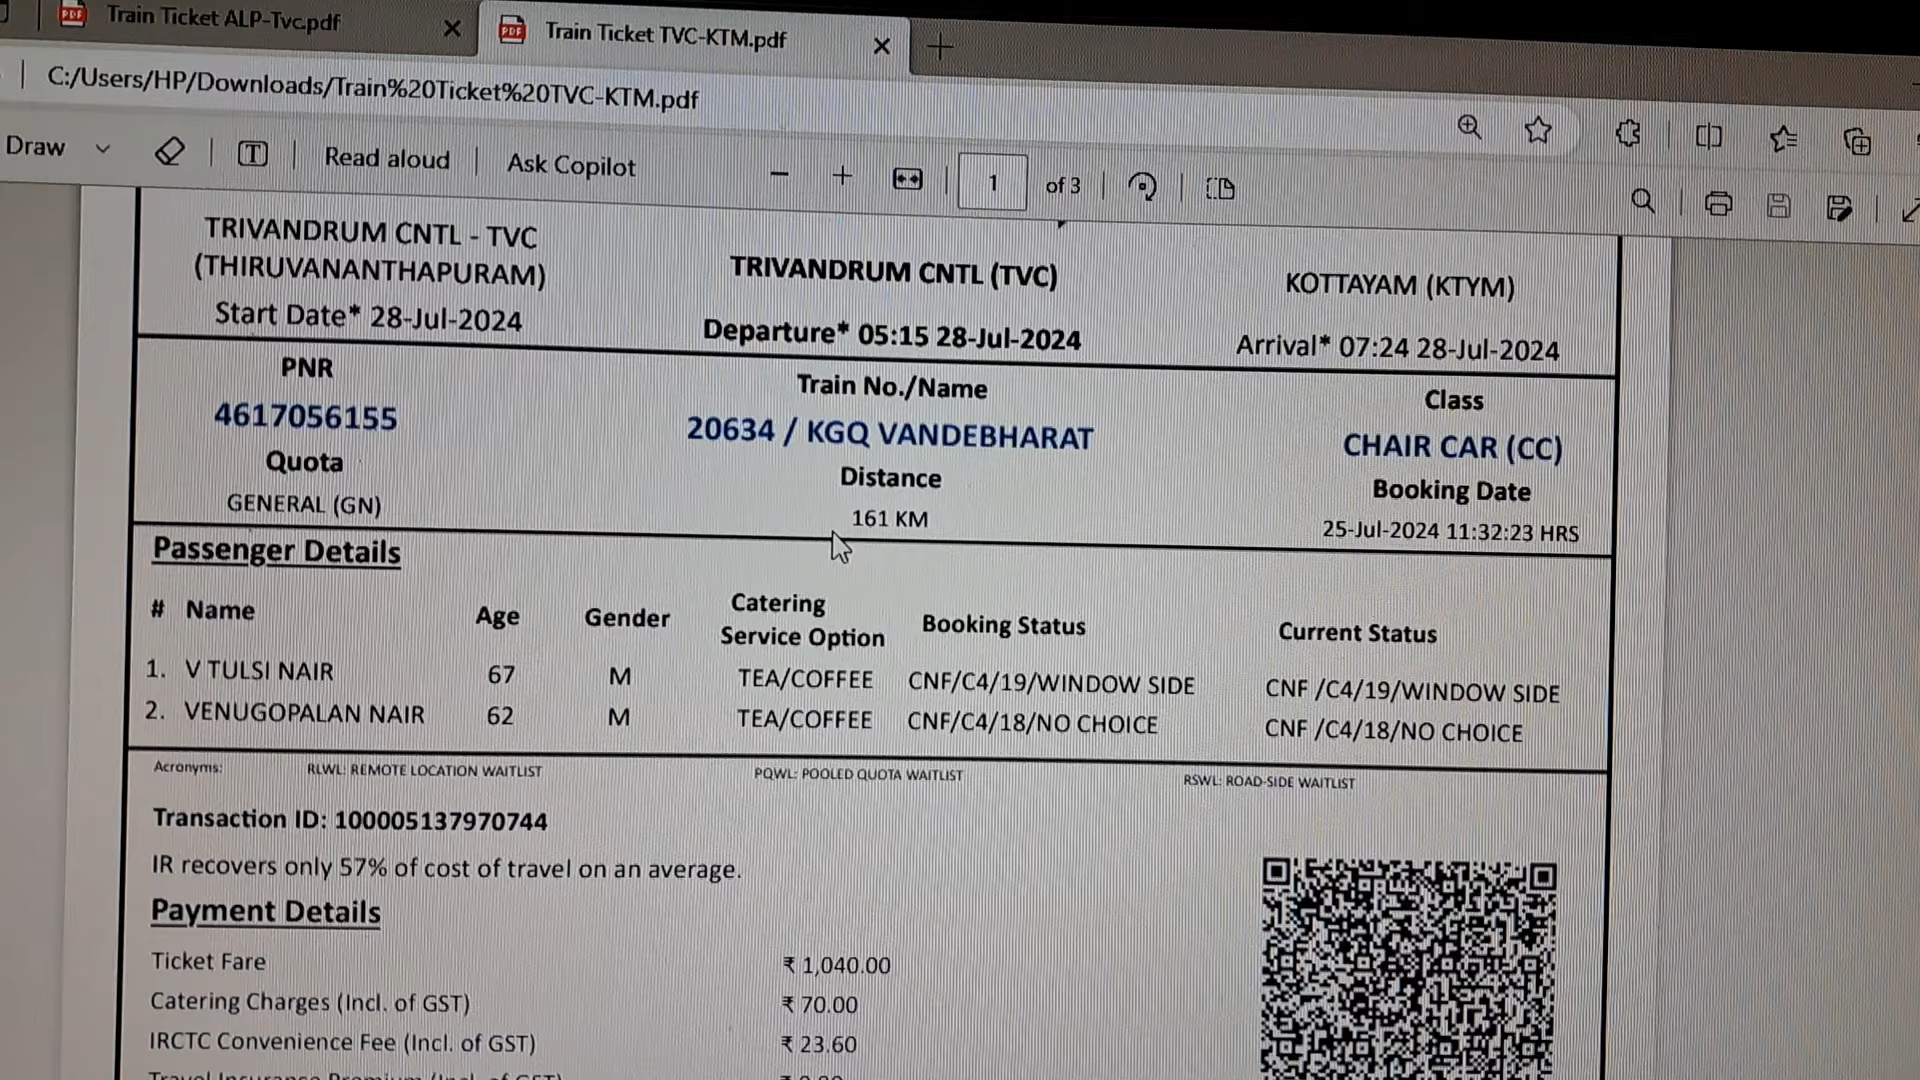 Train Ticket ALP-Tvc.pdf
Train Ticket TVC-KTM.pdf
C:/Users/HP/Downloads/Train%20Ticket%20TVC-KTM.pdf
Draw
Read aloud
Ask Copilot
1 of 3
TRIVANDRUM CNTL - TVC
(THIRUVANANTHAPURAM)
Start Date* 28-Jul-2024
TRIVANDRUM CNTL (TVC)
Departure* 05:15 28-Jul-2024
KOTTAYAM (KTYM)
Arrival* 07:24 28-Jul-2024
PNR
4617056155
Quota
GENERAL (GN)
Train No./Name
20634 / KGQ VANDEBHARAT
Distance
161 KM
Class
CHAIR CAR (CC)
Booking Date
25-Jul-2024 11:32:23 HRS
Passenger Details
# Name Age Gender Catering Service Option Booking Status Current Status
1. V TULSI NAIR 67 M TEA/COFFEE CNF/C4/19/WINDOW SIDE CNF /C4/19/WINDOW SIDE
2. VENUGOPALAN NAIR 62 M TEA/COFFEE CNF/C4/18/NO CHOICE CNF /C4/18/NO CHOICE
Acronyms: RLWL: REMOTE LOCATION WAITLIST PQWL: POOLED QUOTA WAITLIST RSWL: ROAD-SIDE WAITLIST
Transaction ID: 100005137970744
IR recovers only 57% of cost of travel on an average.
Payment Details
Ticket Fare ₹ 1,040.00
Catering Charges (Incl. of GST) ₹ 70.00
IRCTC Convenience Fee (Incl. of GST) ₹ 23.60
Travel Insurance Premium (Incl. of GST)